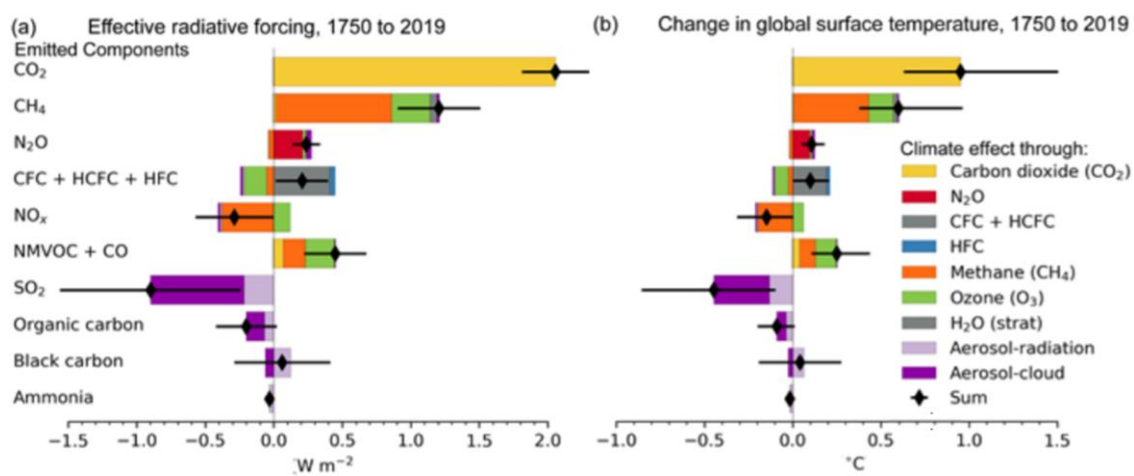 (a) Effective radiative forcing, 1750 to 2019
Emitted Components
CO₂
CH₄
N₂O
CFC + HCFC + HFC
NOₓ
NMVOC + CO
SO₂
Organic carbon
Black carbon
Ammonia
−1.5 −1.0 −0.5 0.0 0.5 1.0 1.5 2.0
W m⁻²
(b) Change in global surface temperature, 1750 to 2019
Climate effect through:
Carbon dioxide (CO₂)
N₂O
CFC + HCFC
HFC
Methane (CH₄)
Ozone (O₃)
H₂O (strat)
Aerosol-radiation
Aerosol-cloud
Sum
−1.0 −0.5 0.0 0.5 1.0 1.5
°C